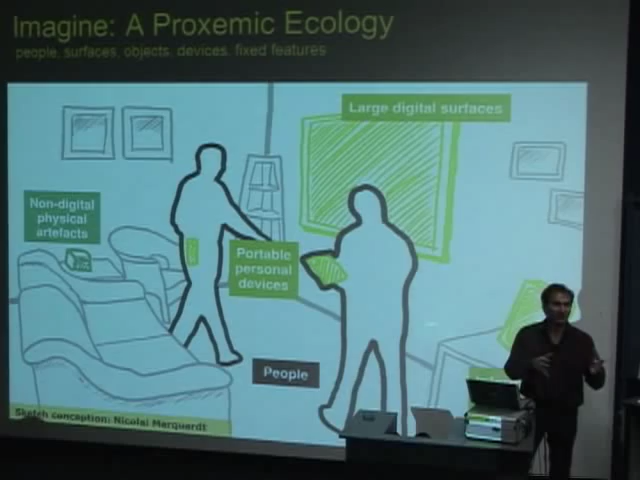 Imagine: A Proxemic Ecology
people, surfaces, objects, devices, fixed features
Large digital surfaces
Non-digital
physical
artefacts
Portable
personal
devices
People
Sketch conception: Nicolai Marquardt